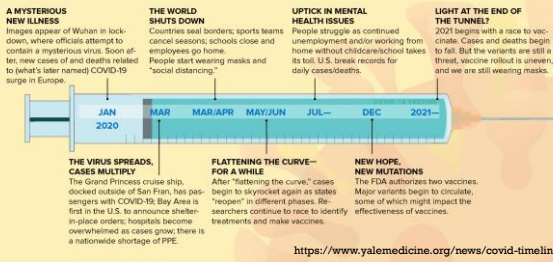 A MYSTERIOUS
NEW ILLNESS
Images appear of Wuhan in lock-
down, where officials attempt to
contain a mysterious virus. Soon af-
ter, new cases of and deaths related
to (what's later named) COVID-19
surge in Europe.
THE WORLD
SHUTS DOWN
Countries seal borders; sports teams
cancel seasons; schools close and
employees go home.
People start wearing masks and
"social distancing."
UPTICK IN MENTAL
HEALTH ISSUES
People struggle as continued
unemployment and/or working from
home without childcare/school takes
its toll. U.S. break records for
daily cases/deaths.
LIGHT AT THE END OF
THE TUNNEL?
2021 begins with a race to vac-
cinate. Cases and deaths begin
to fall. But the variants are still a
threat, vaccine rollout is uneven,
and we are still wearing masks.
JAN
2020
MAR
MAR/APR
MAY/JUN
JUL—
DEC
2021—
THE VIRUS SPREADS,
CASES MULTIPLY
The Grand Princess cruise ship,
docked outside of San Fran, has pas-
sengers with COVID-19; Bay Area is
first in the U.S. to announce shelter-
in-place orders; hospitals become
overwhelmed as cases grow; there is
a nationwide shortage of PPE.
FLATTENING THE CURVE—
FOR A WHILE
After "flattening the curve," cases
begin to skyrocket again as states
"reopen" in different phases. Re-
searchers continue to race to identify
treatments and make vaccines.
NEW HOPE,
NEW MUTATIONS
The FDA authorizes two vaccines.
Major variants begin to circulate,
some of which might impact the
effectiveness of vaccines.
https://www.yalemedicine.org/news/covid-timelin